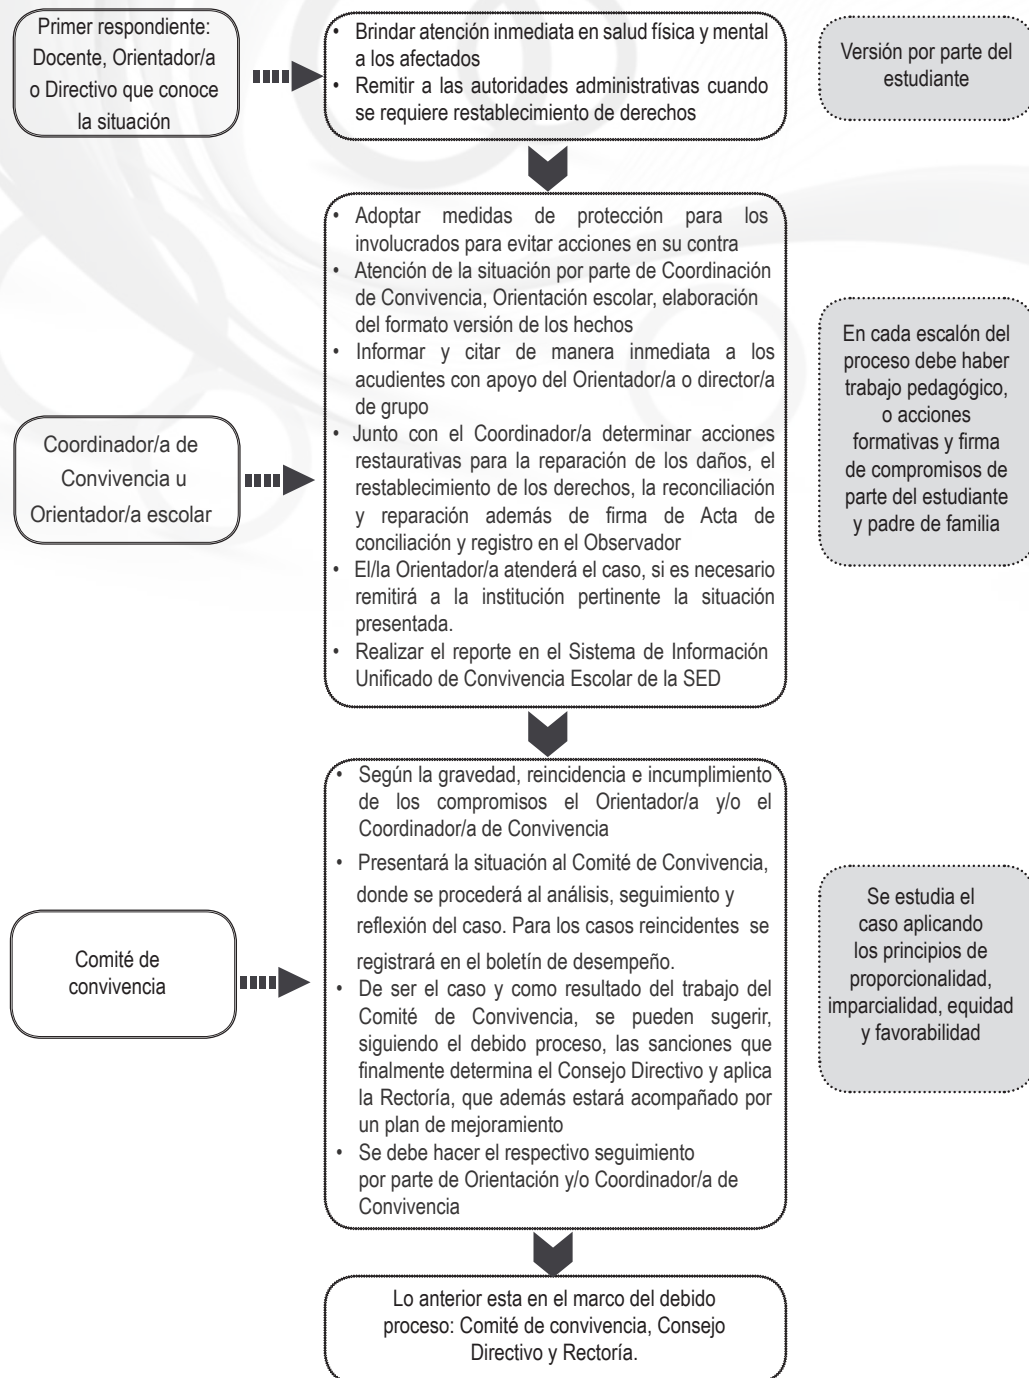 Primer respondiente:
Docente, Orientador/a
o Directivo que conoce
la situación
• Brindar atención inmediata en salud física y mental
a los afectados
• Remitir a las autoridades administrativas cuando
se requiere restablecimiento de derechos
Versión por parte del
estudiante
Coordinador/a de
Convivencia u
Orientador/a escolar
• Adoptar medidas de protección para los
involucrados para evitar acciones en su contra
• Atención de la situación por parte de Coordinación
de Convivencia, Orientación escolar, elaboración
del formato versión de los hechos
• Informar y citar de manera inmediata a los
acudientes con apoyo del Orientador/a o director/a
de grupo
• Junto con el Coordinador/a determinar acciones
restaurativas para la reparación de los daños, el
restablecimiento de los derechos, la reconciliación
y reparación además de firma de Acta de
conciliación y registro en el Observador
• El/la Orientador/a atenderá el caso, si es necesario
remitirá a la institución pertinente la situación
presentada.
• Realizar el reporte en el Sistema de Información
Unificado de Convivencia Escolar de la SED
En cada escalón del
proceso debe haber
trabajo pedagógico,
o acciones
formativas y firma
de compromisos de
parte del estudiante
y padre de familia
Comité de
convivencia
• Según la gravedad, reincidencia e incumplimiento
de los compromisos el Orientador/a y/o el
Coordinador/a de Convivencia
• Presentará la situación al Comité de Convivencia,
donde se procederá al análisis, seguimiento y
reflexión del caso. Para los casos reincidentes se
registrará en el boletín de desempeño.
• De ser el caso y como resultado del trabajo del
Comité de Convivencia, se pueden sugerir,
siguiendo el debido proceso, las sanciones que
finalmente determina el Consejo Directivo y aplica
la Rectoría, que además estará acompañado por
un plan de mejoramiento
• Se debe hacer el respectivo seguimiento
por parte de Orientación y/o Coordinador/a de
Convivencia
Se estudia el
caso aplicando
los principios de
proporcionalidad,
imparcialidad, equidad
y favorabilidad
Lo anterior esta en el marco del debido
proceso: Comité de convivencia, Consejo
Directivo y Rectoría.